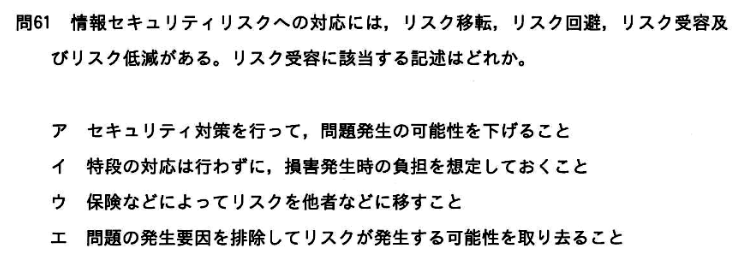 問61 情報セキュリティリスクへの対応には，リスク移転，リスク回避，リスク受容及
びリスク低減がある。リスク受容に該当する記述はどれか。
ア セキュリティ対策を行って，問題発生の可能性を下げること
イ 特段の対応は行わずに，損害発生時の負担を想定しておくこと
ウ 保険などによってリスクを他者などに移すこと
エ 問題の発生要因を排除してリスクが発生する可能性を取り去ること